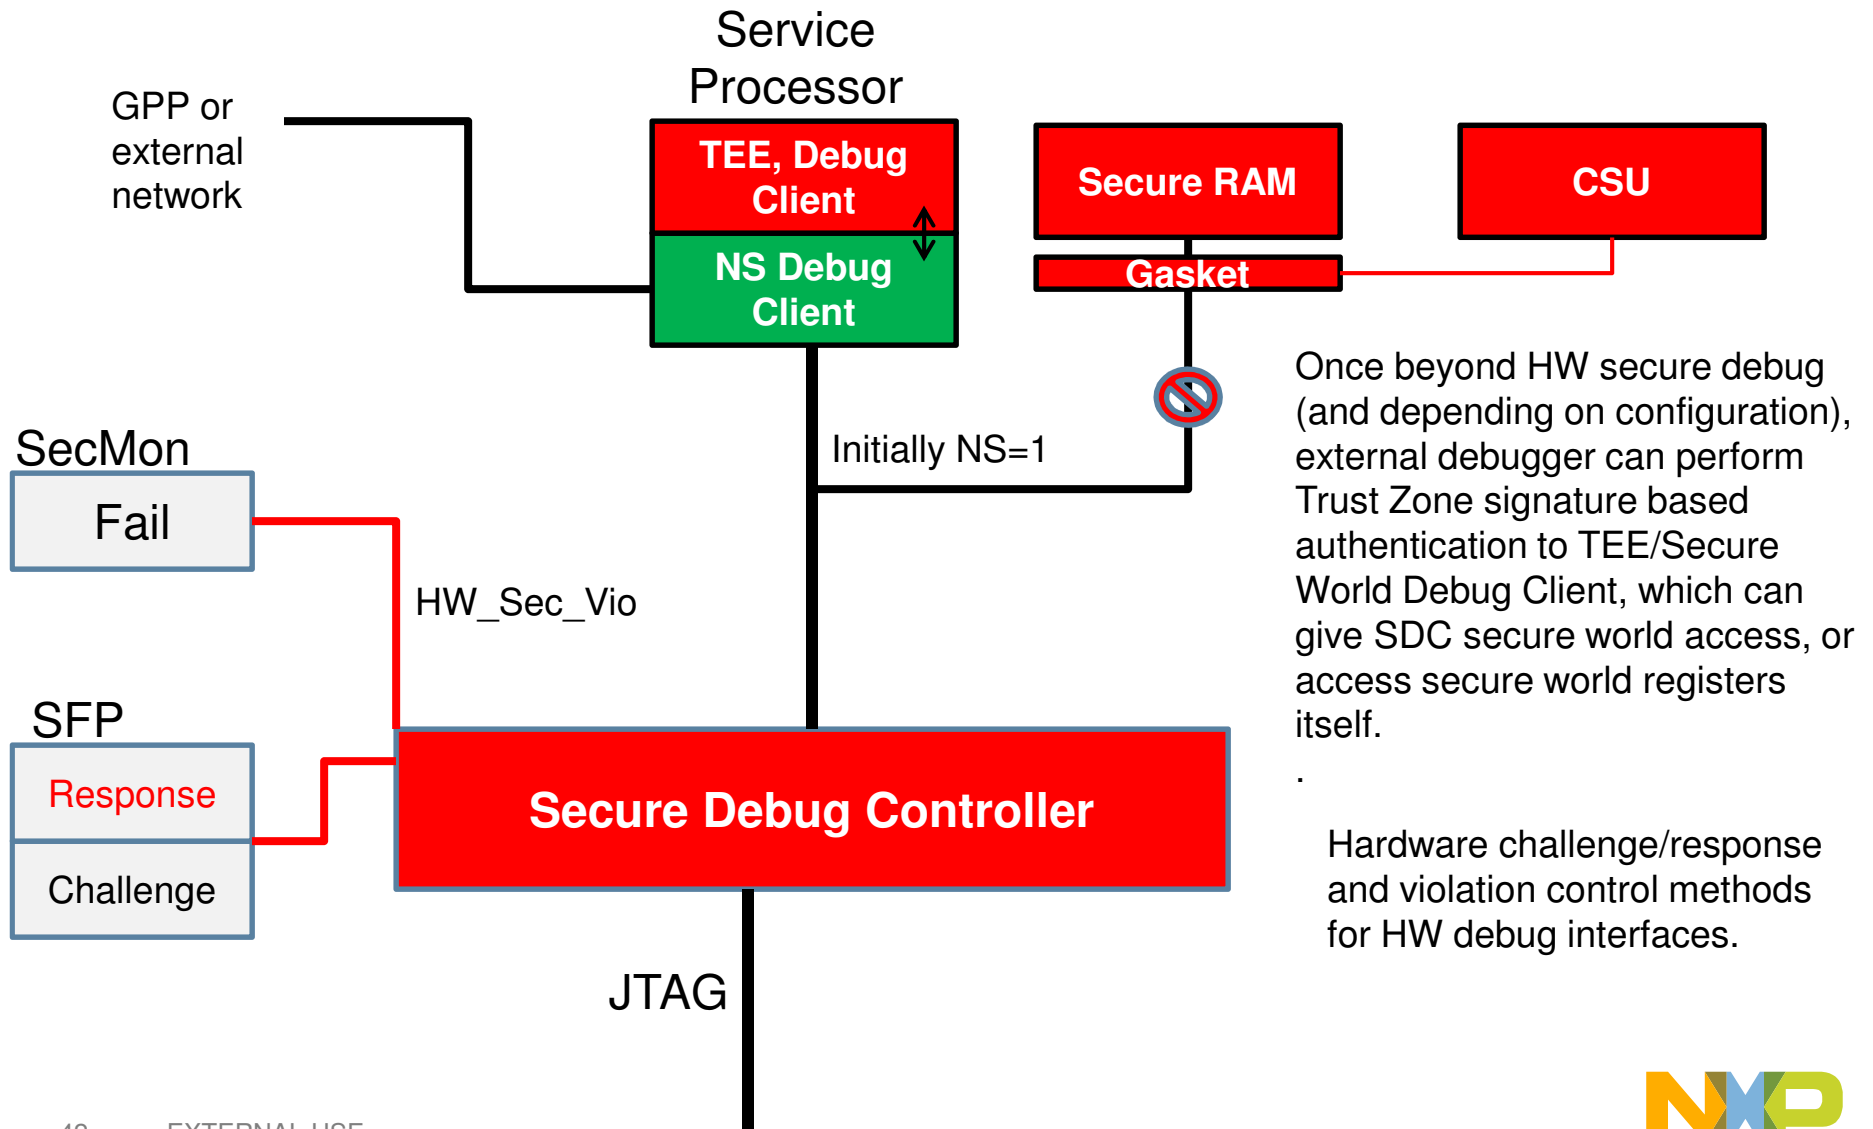 Service
Processor
GPP or
external
network
TEE, Debug
Client
NS Debug
Client
Secure RAM
Gasket
CSU
Initially NS=1
Once beyond HW secure debug
(and depending on configuration),
external debugger can perform
Trust Zone signature based
authentication to TEE/Secure
World Debug Client, which can
give SDC secure world access, or
access secure world registers
itself.
.
SecMon
Fail
HW_Sec_Vio
SFP
Response
Challenge
Secure Debug Controller
Hardware challenge/response
and violation control methods
for HW debug interfaces.
JTAG
EXTERNAL USE
NXP